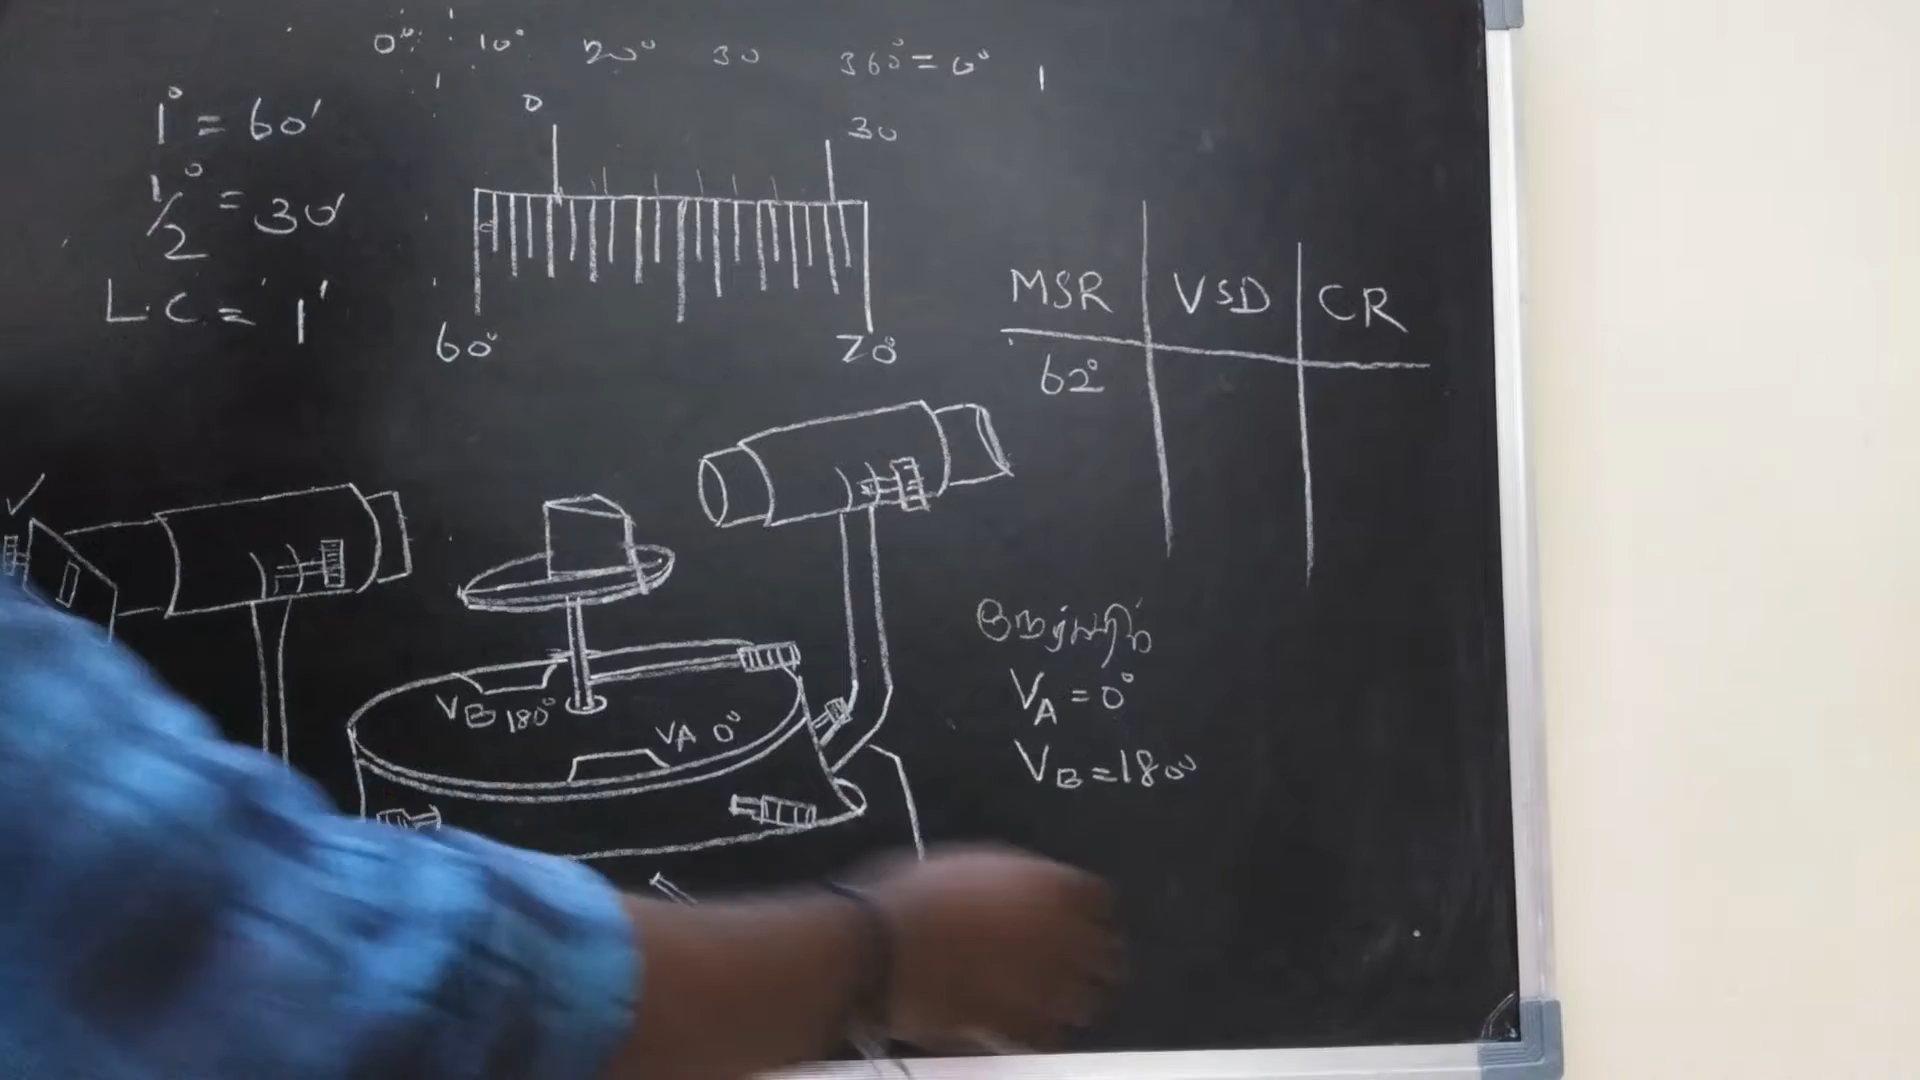 0° 10° 20° 30 360° = 0°
1° = 60'
1/2° = 30'
L.C = 1'
0 30
60° 70°
MSR VSD CR
62°
VB 180°
VA 0°
நேர்வரிசை
VA = 0°
VB = 180°